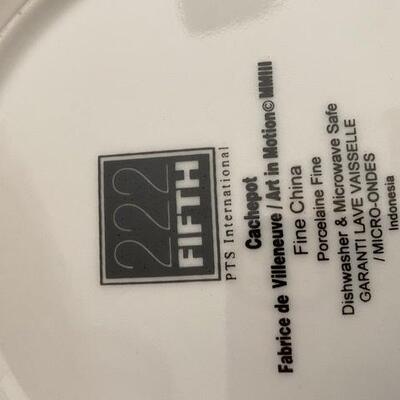 222
FIFTH
PTS International
Cachepot
Fabrice de Villeneuve / Art in Motion© MMIII
Fine China
Porcelaine Fine
Dishwasher & Microwave Safe
GARANTI LAVE VAISSELLE
/ MICRO-ONDES
Indonesia